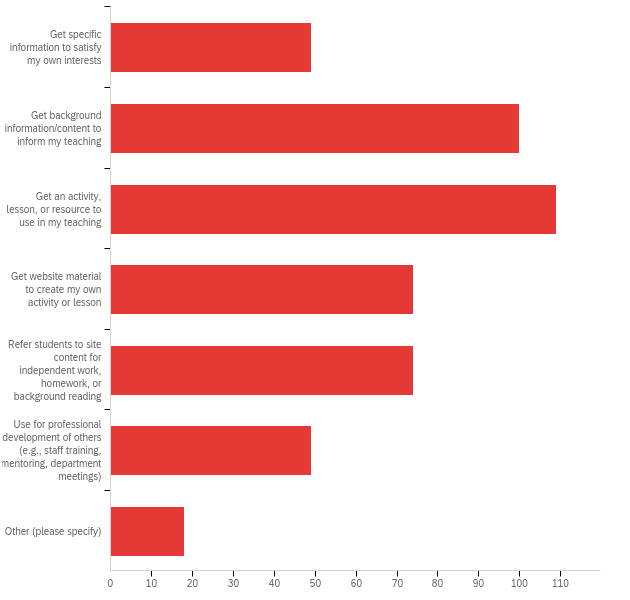 Get specific
information to satisfy
my own interests
Get background
information/content to
inform my teaching
Get an activity,
lesson, or resource to
use in my teaching
Get website material
to create my own
activity or lesson
Refer students to site
content for
independent work,
homework, or
background reading
Use for professional
development of others
(e.g., staff training,
mentoring, department
meetings)
Other (please specify)
0 10 20 30 40 50 60 70 80 90 100 110